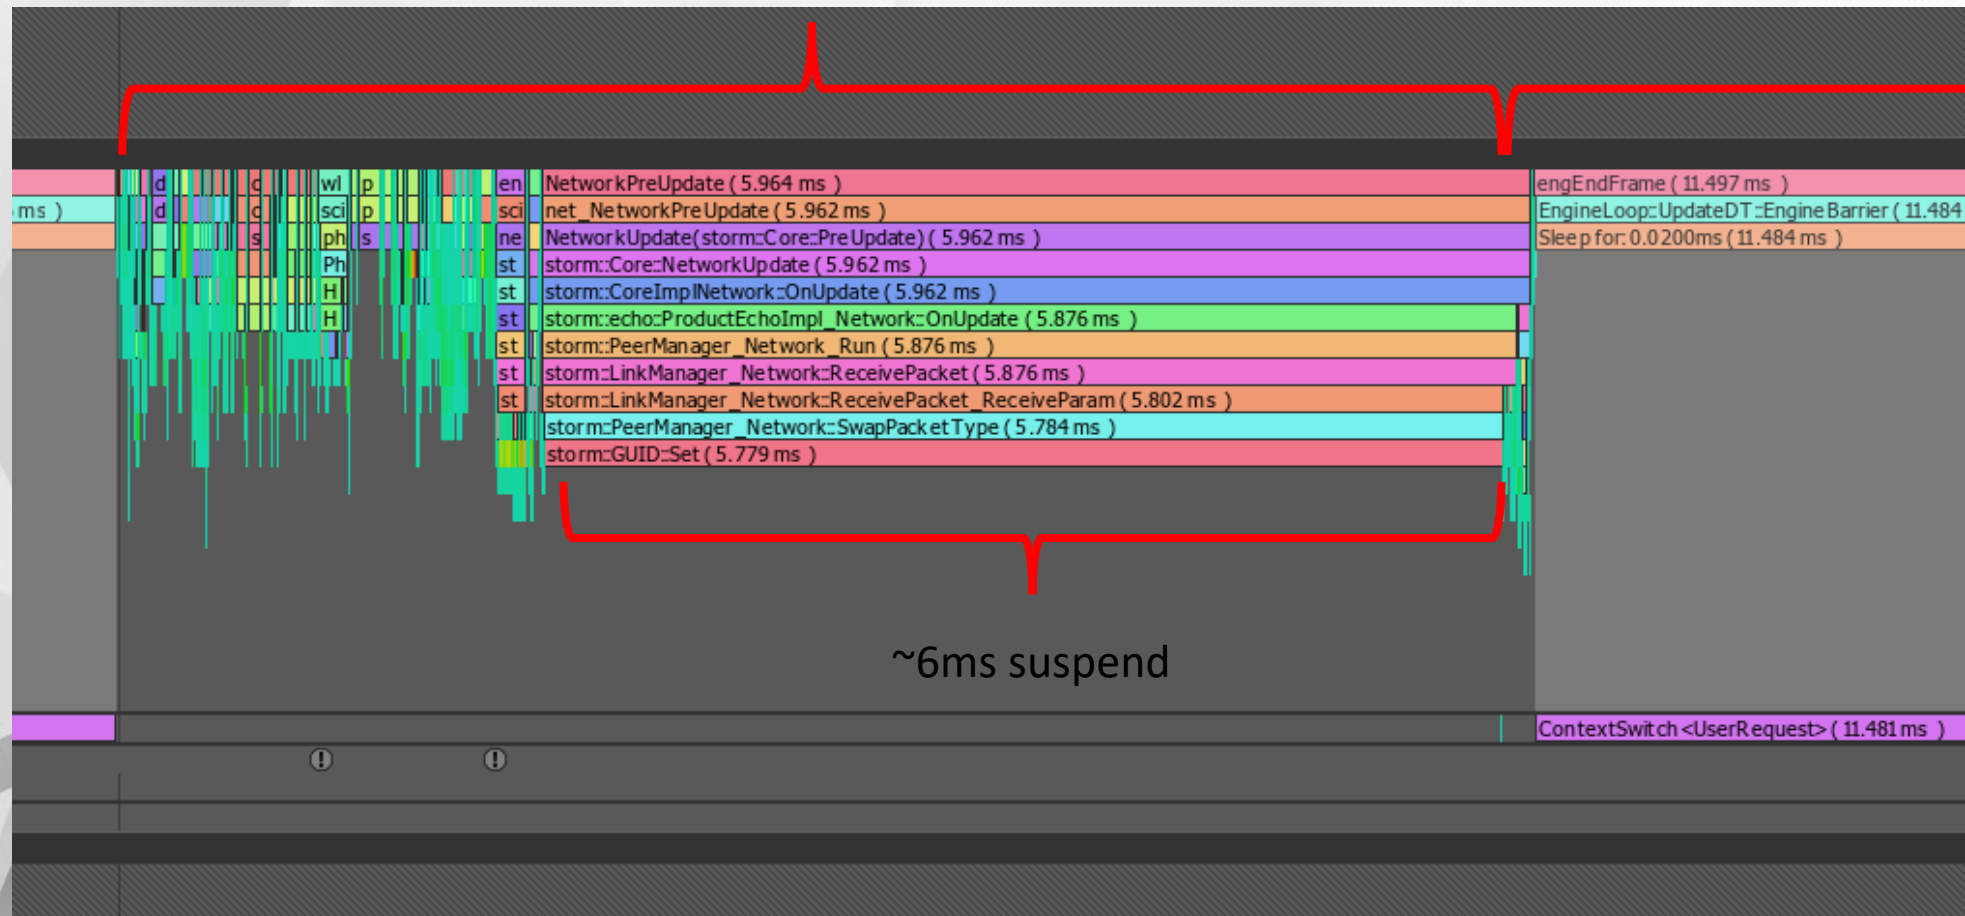 d c wl p en NetworkPreUpdate ( 5.964 ms ) engEndFrame ( 11.497 ms )
ms ) d c sci p sci net_NetworkPreUpdate ( 5.962 ms ) EngineLoop::UpdateDT::EngineBarrier ( 11.484
s ph s ne NetworkUpdate(storm::Core::PreUpdate) ( 5.962 ms ) Sleep for: 0.0200ms ( 11.484 ms )
Ph st storm::Core::NetworkUpdate ( 5.962 ms )
H st storm::CoreImplNetwork::OnUpdate ( 5.962 ms )
H st storm::echo::ProductEchoImpl_Network::OnUpdate ( 5.876 ms )
st storm::PeerManager_Network_Run ( 5.876 ms )
st storm::LinkManager_Network::ReceivePacket ( 5.876 ms )
st storm::LinkManager_Network::ReceivePacket_ReceiveParam ( 5.802 ms )
storm::PeerManager_Network::SwapPacketType ( 5.784 ms )
storm::GUID::Set ( 5.779 ms )
~6ms suspend
ContextSwitch <UserRequest> ( 11.481 ms )